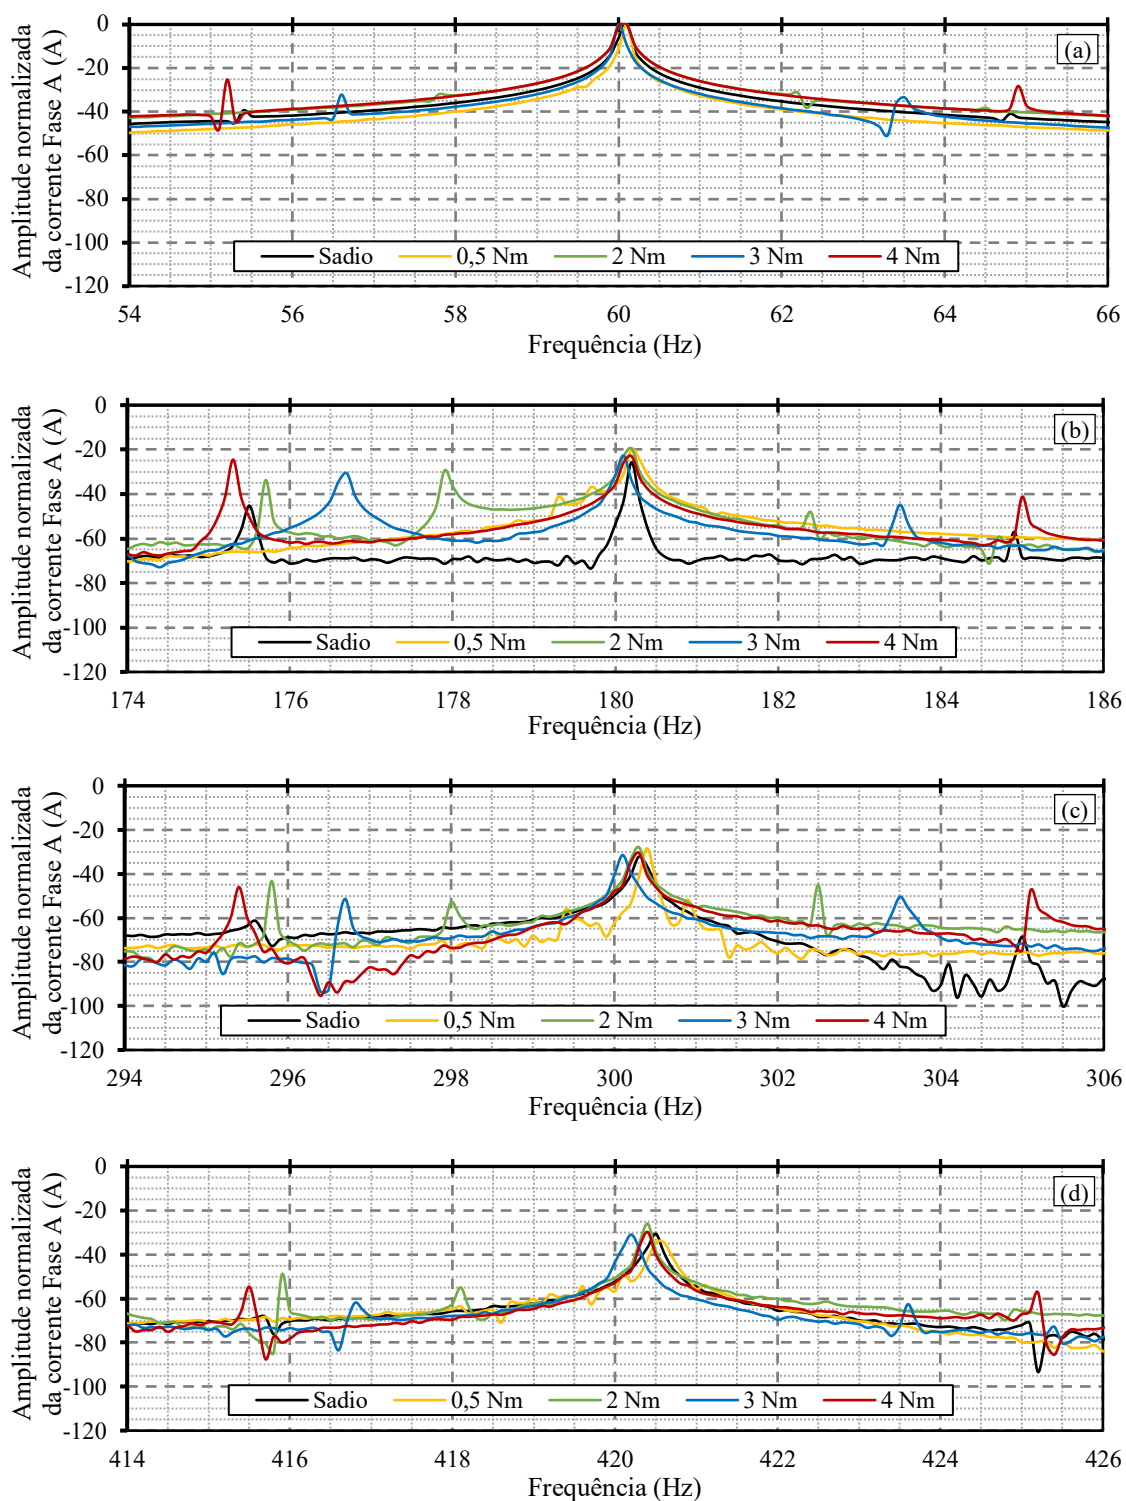 Amplitude normalizada
da corrente Fase A (A)
0
-20
-40
-60
-80
-100
-120
(a)
Sadio 0,5 Nm 2 Nm 3 Nm 4 Nm
54 56 58 60 62 64 66
Frequência (Hz)
Amplitude normalizada
da corrente Fase A (A)
0
-20
-40
-60
-80
-100
-120
(b)
Sadio 0,5 Nm 2 Nm 3 Nm 4 Nm
174 176 178 180 182 184 186
Frequência (Hz)
Amplitude normalizada
da corrente Fase A (A)
0
-20
-40
-60
-80
-100
-120
(c)
Sadio 0,5 Nm 2 Nm 3 Nm 4 Nm
294 296 298 300 302 304 306
Frequência (Hz)
Amplitude normalizada
da corrente Fase A (A)
0
-20
-40
-60
-80
-100
-120
(d)
Sadio 0,5 Nm 2 Nm 3 Nm 4 Nm
414 416 418 420 422 424 426
Frequência (Hz)